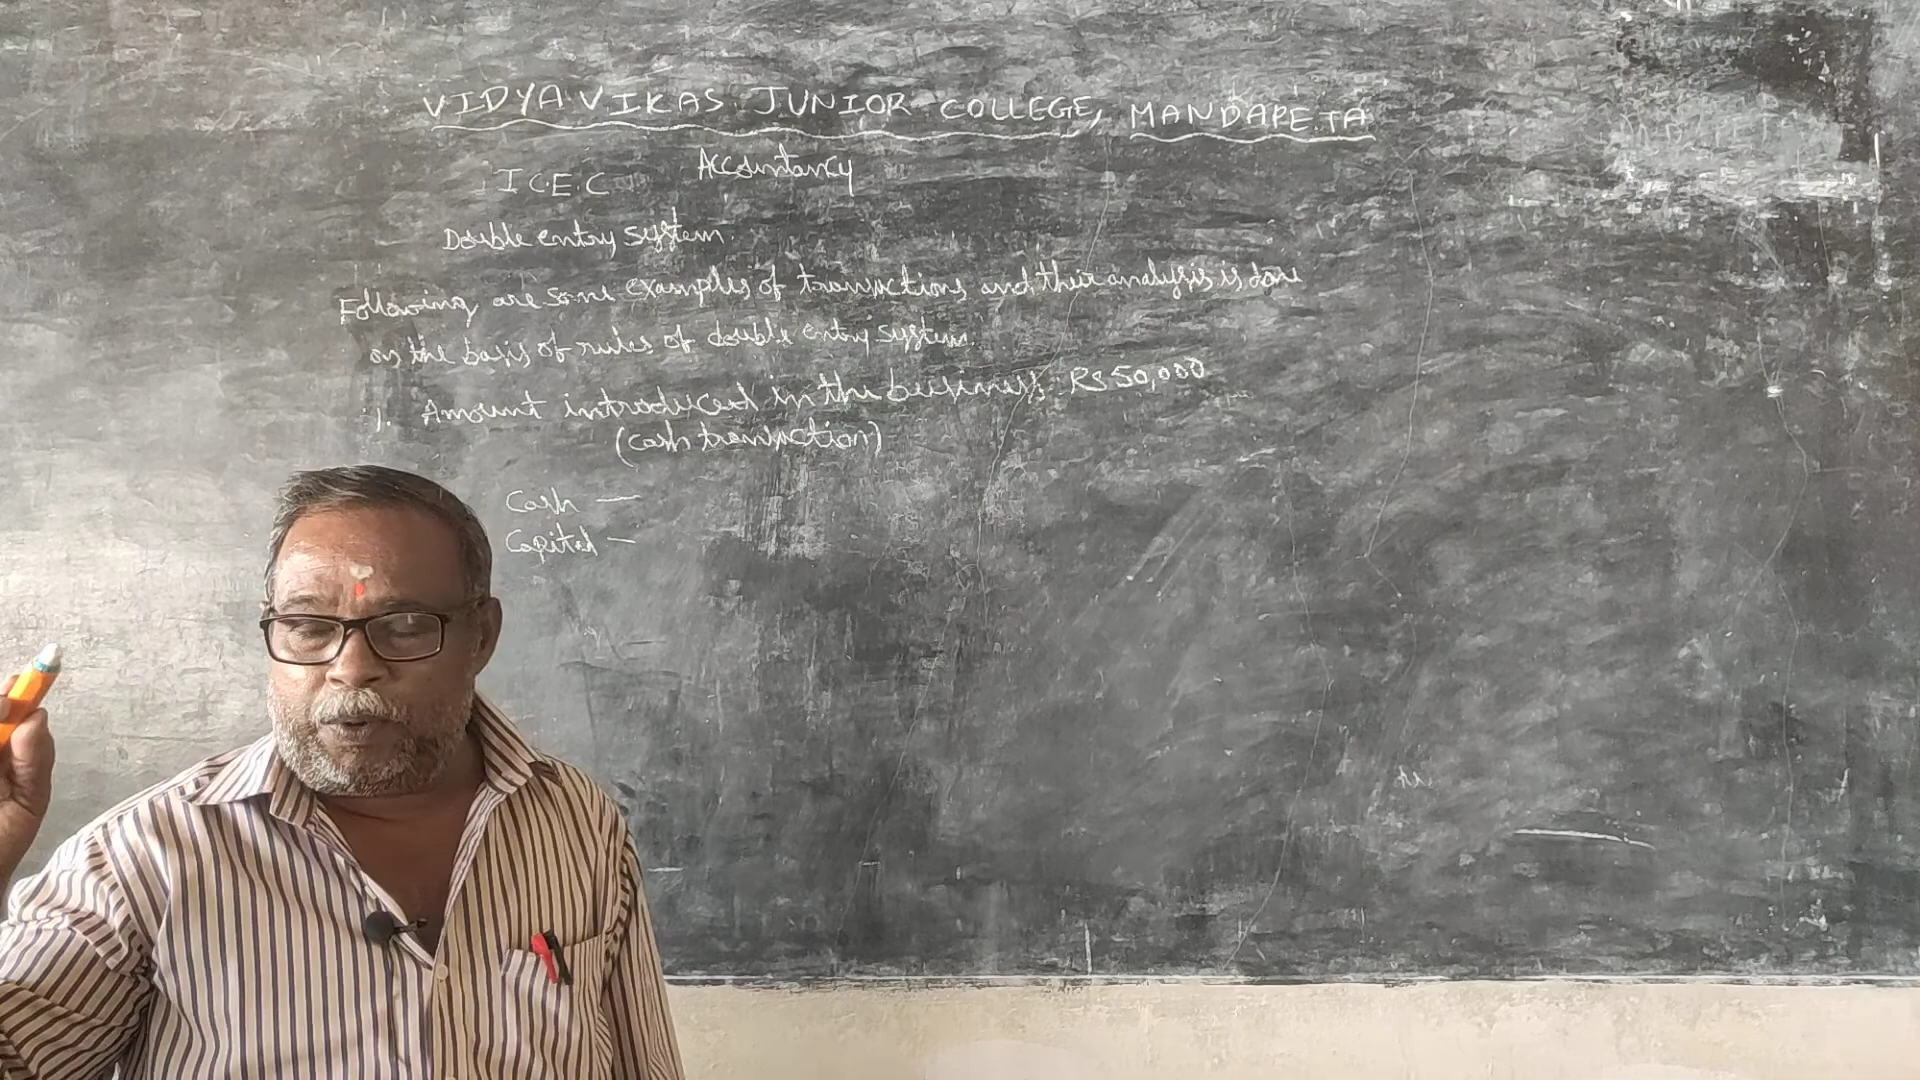 VIDYA VIKAS JUNIOR COLLEGE, MANDAPETA
I C.E.C Accountancy
Double entry system.
Following are some examples of transactions and their analysis is done
on the basis of rules of double entry system.
1. Amount introduced in the business: Rs 50,000
(cash transaction)
Cash —
Capital —